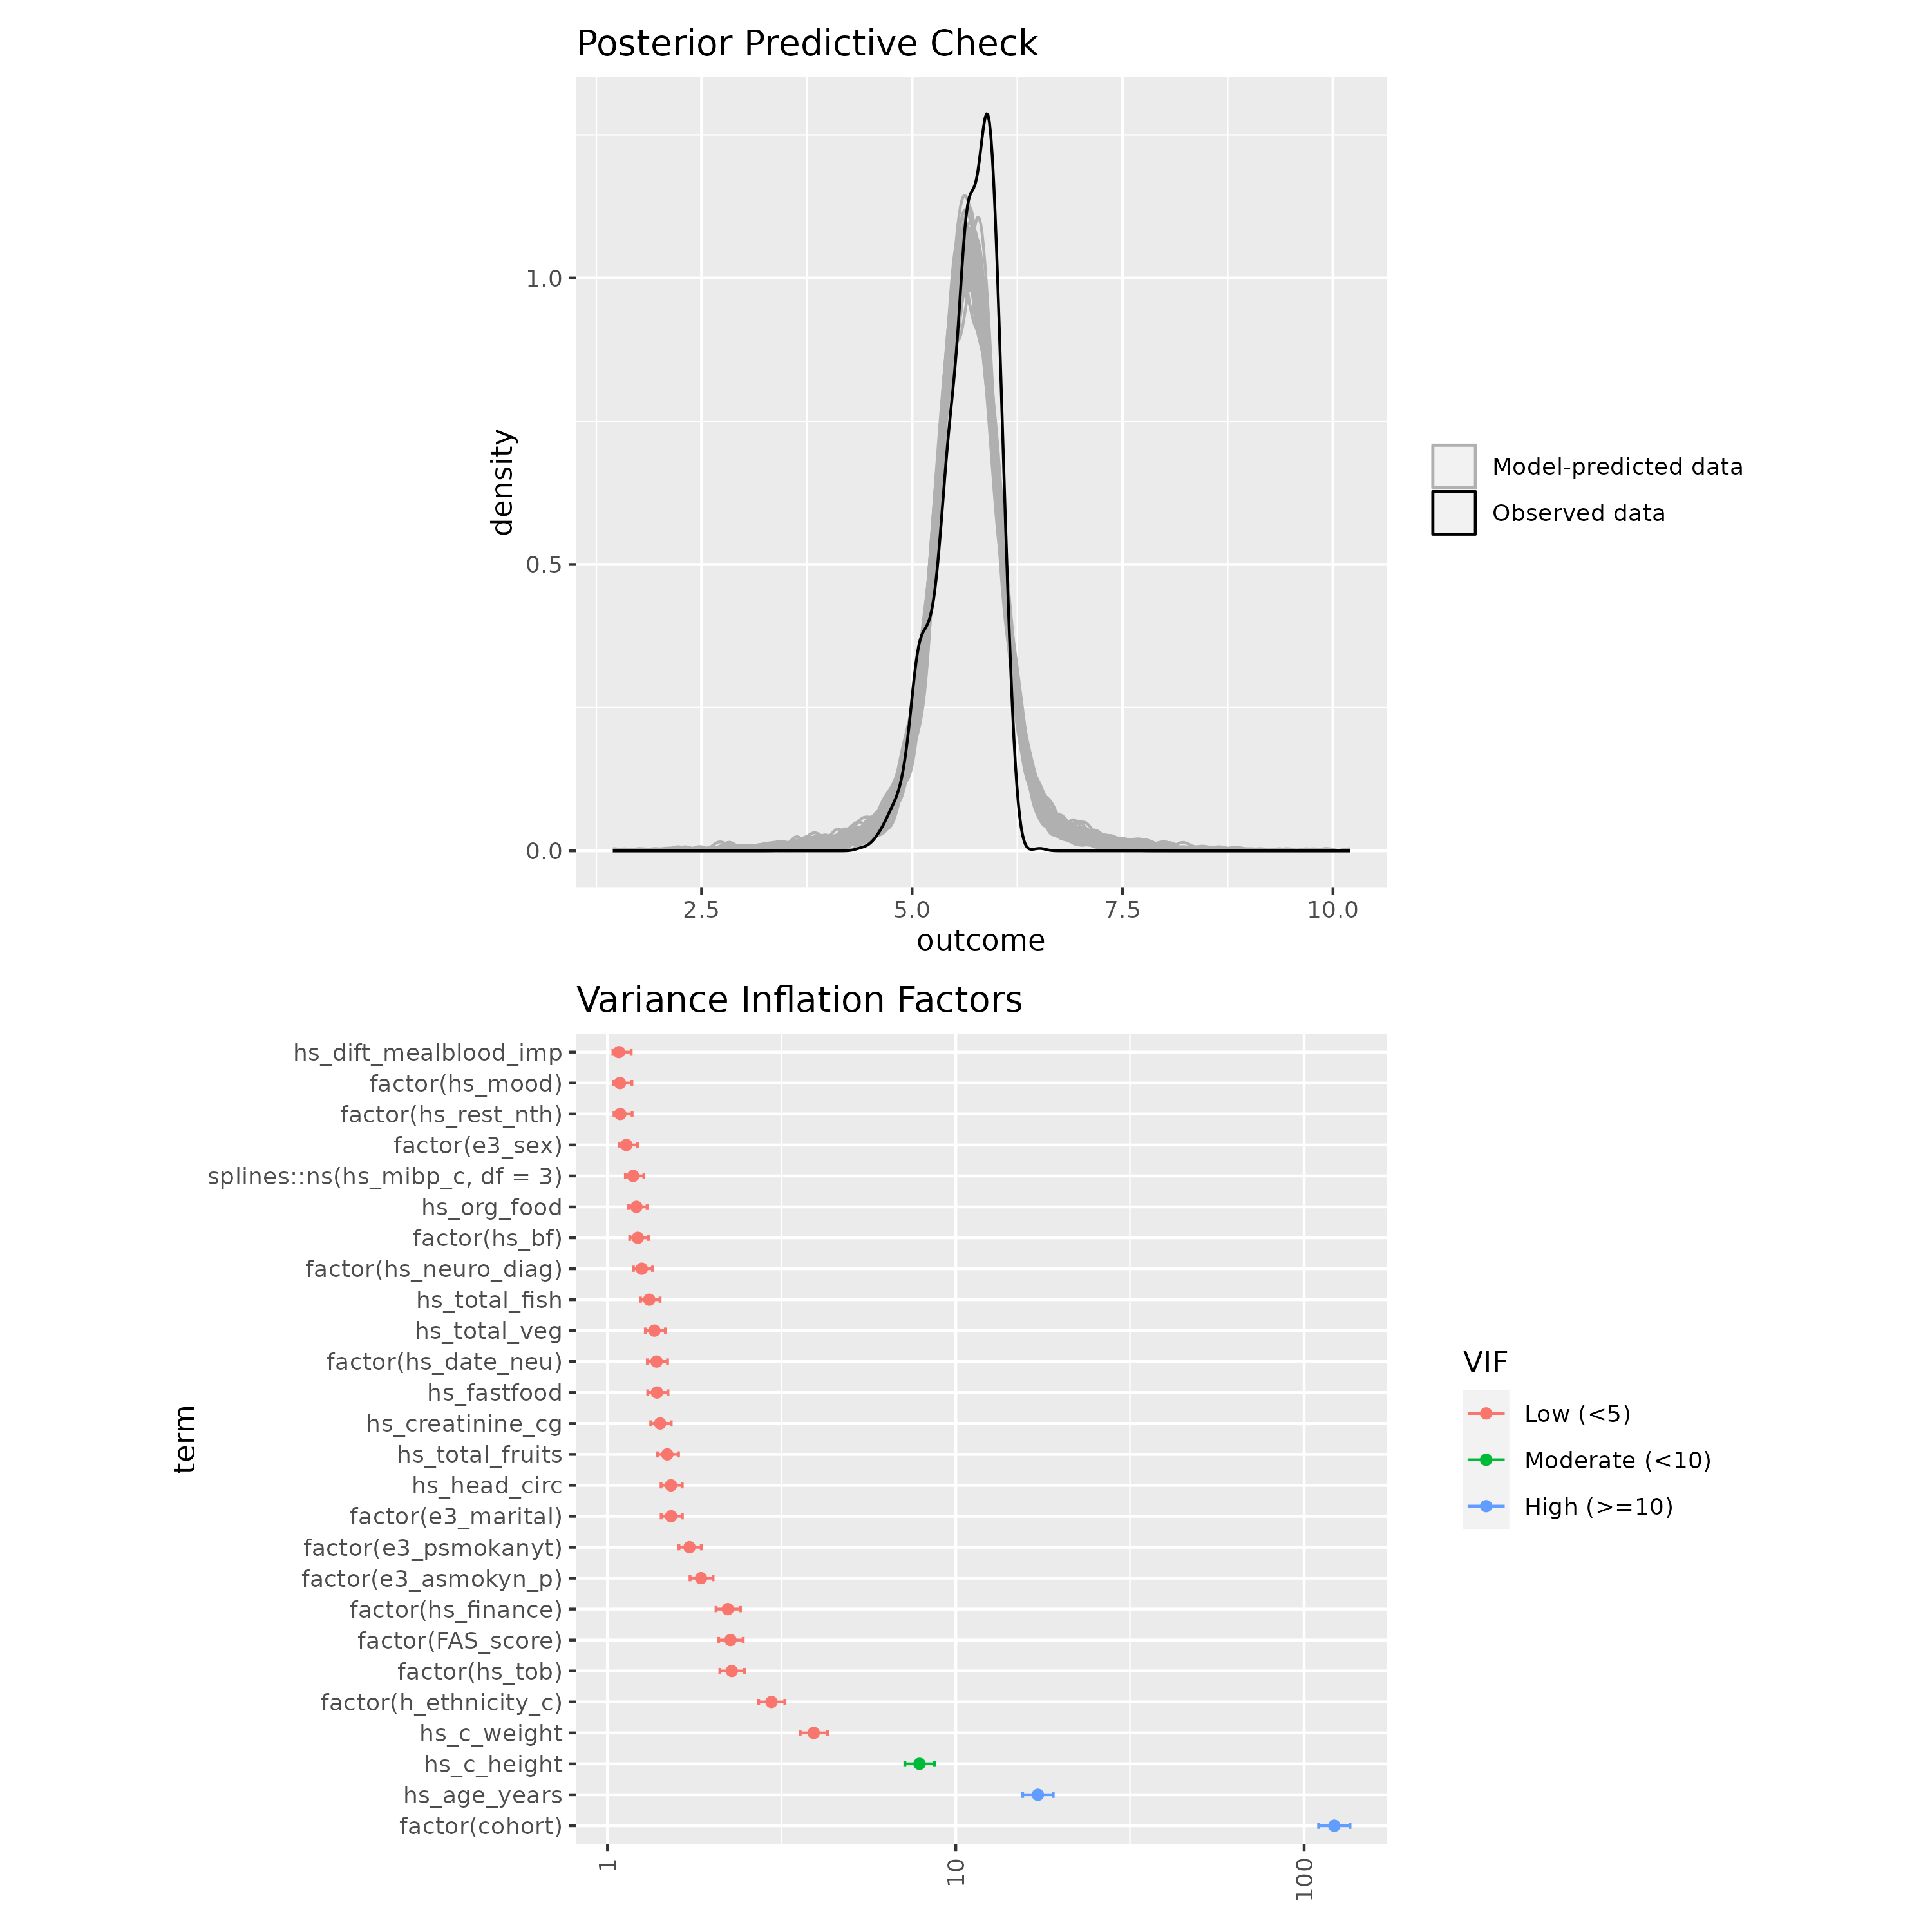 Posterior Predictive Check
density
1.0
0.5
0.0
2.5 5.0 7.5 10.0
outcome
Model-predicted data
Observed data
Variance Inflation Factors
term
hs_dift_mealblood_imp
factor(hs_mood)
factor(hs_rest_nth)
factor(e3_sex)
splines::ns(hs_mibp_c, df = 3)
hs_org_food
factor(hs_bf)
factor(hs_neuro_diag)
hs_total_fish
hs_total_veg
factor(hs_date_neu)
hs_fastfood
hs_creatinine_cg
hs_total_fruits
hs_head_circ
factor(e3_marital)
factor(e3_psmokanyt)
factor(e3_asmokyn_p)
factor(hs_finance)
factor(FAS_score)
factor(hs_tob)
factor(h_ethnicity_c)
hs_c_weight
hs_c_height
hs_age_years
factor(cohort)
1 10 100
VIF
Low (<5)
Moderate (<10)
High (>=10)